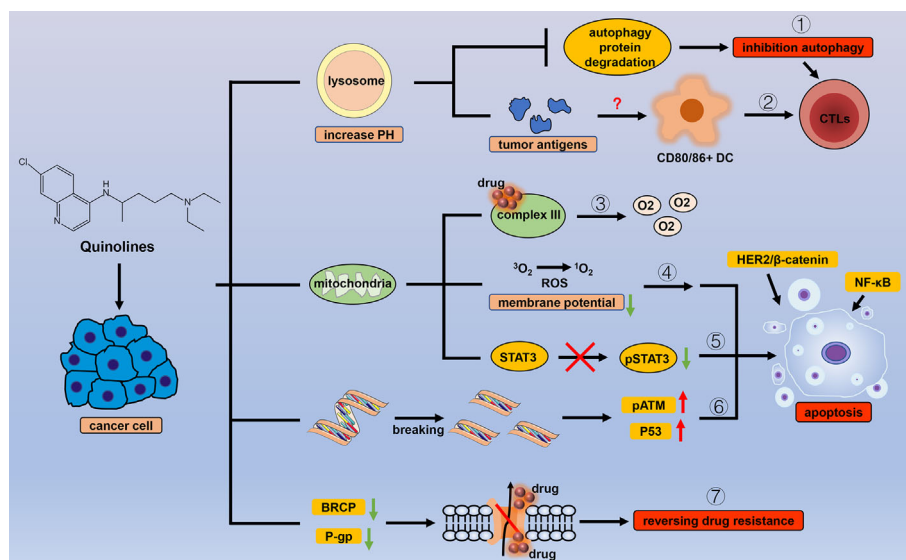 Cl
N
HN
N
Quinolines
cancer cell
lysosome
increase PH
autophagy
protein
degradation
①
inhibition autophagy
tumor antigens
?
CD80/86+ DC
②
CTLs
mitochondria
drug
complex III
③
O2
O2
O2
³O₂
¹O₂
ROS
membrane potential
④
STAT3
pSTAT3
⑤
HER2/β-catenin
NF-κB
apoptosis
breaking
pATM
P53
⑥
BRCP
P-gp
drug
drug
⑦
reversing drug resistance